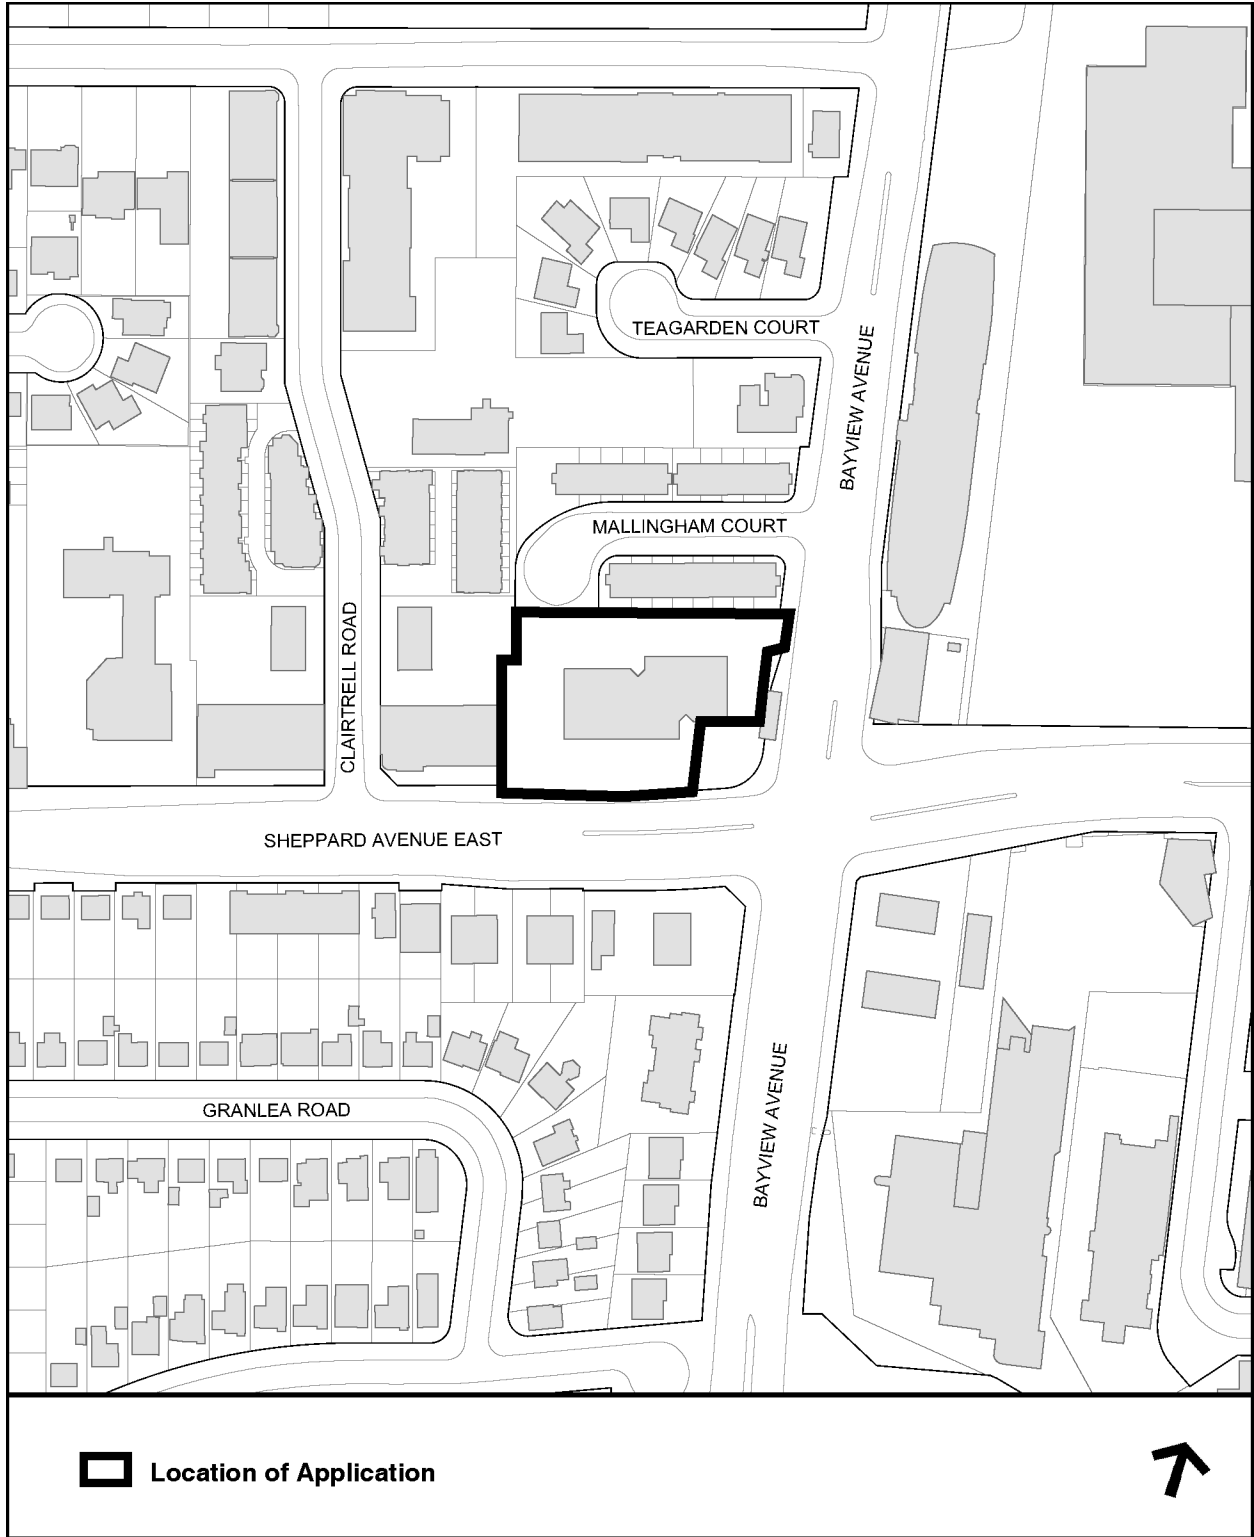 TEAGARDEN COURT
BAYVIEW AVENUE
MALLINGHAM COURT
CLAIRTRELL ROAD
SHEPPARD AVENUE EAST
BAYVIEW AVENUE
GRANLEA ROAD
Location of Application